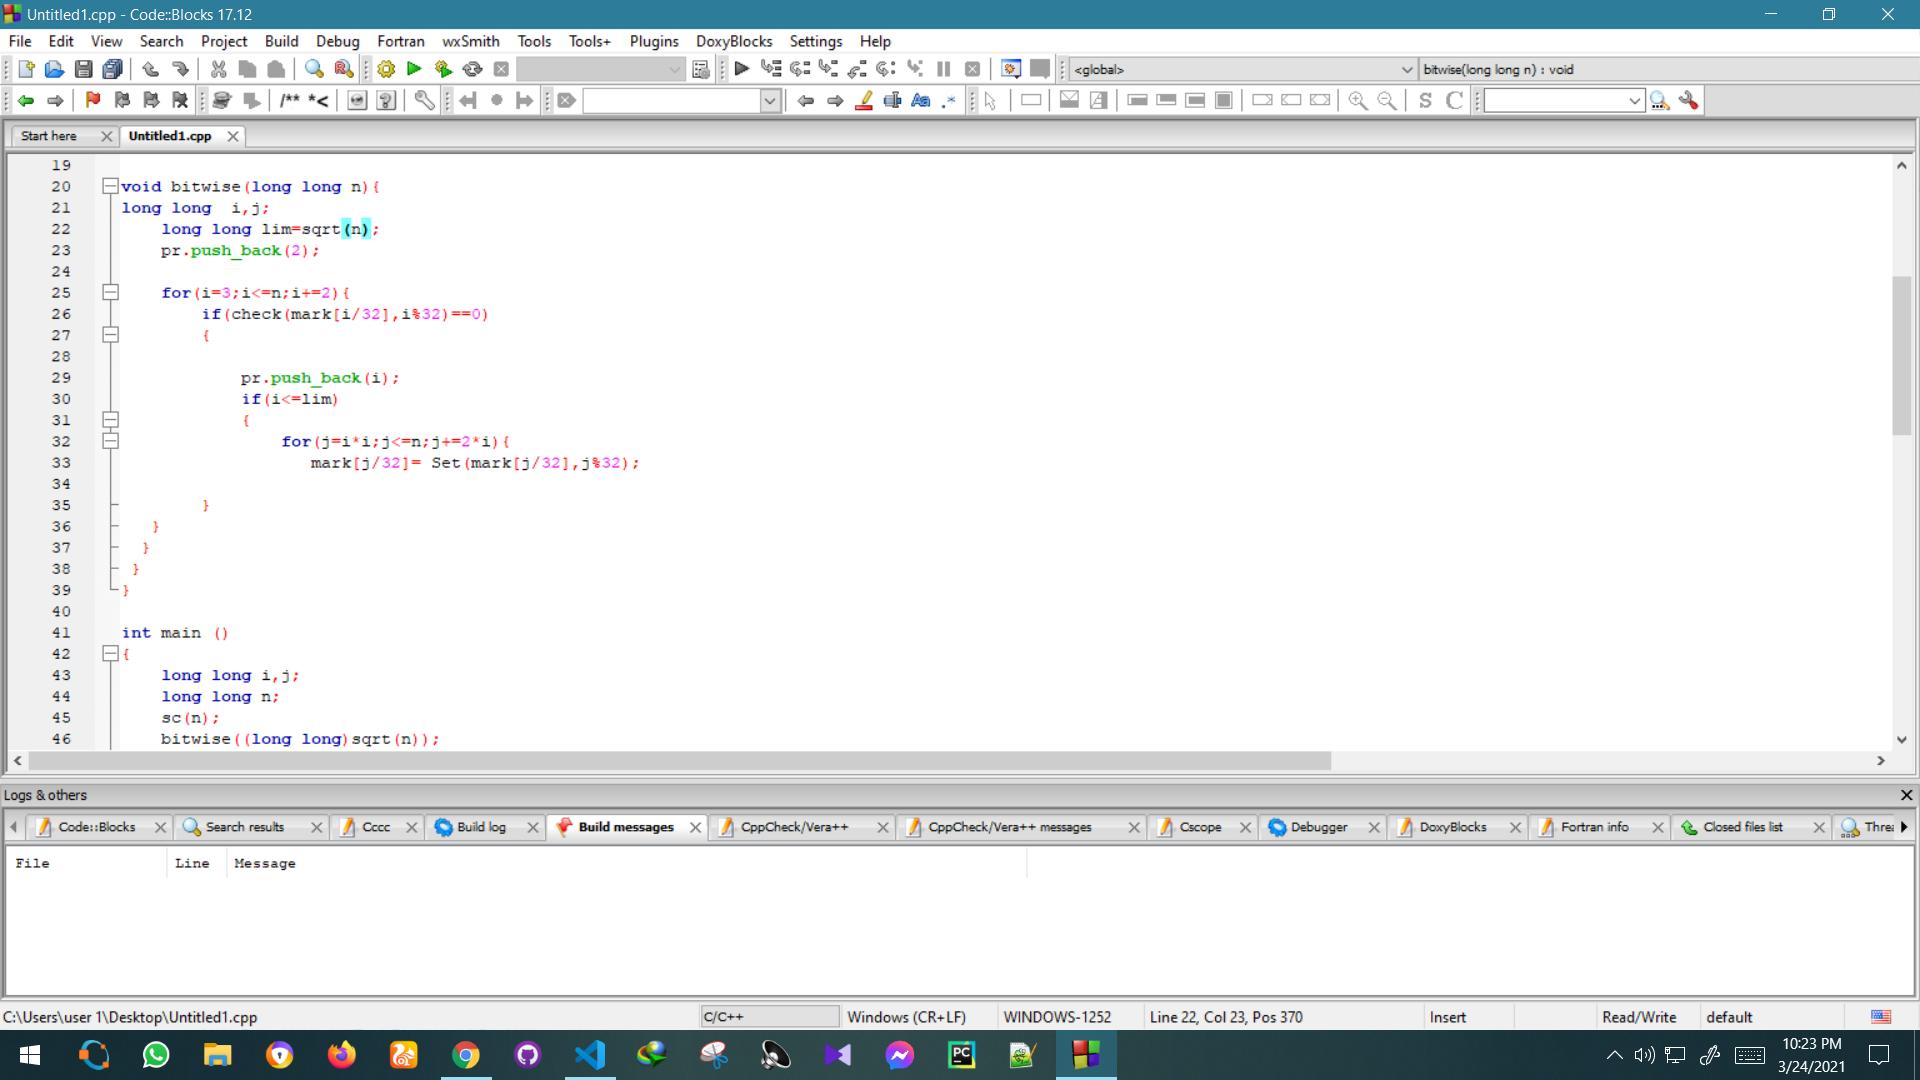 Untitled1.cpp - Code::Blocks 17.12
File Edit View Search Project Build Debug Fortran wxSmith Tools Tools+ Plugins DoxyBlocks Settings Help
<global> bitwise(long long n) : void
/** *< S C
Start here Untitled1.cpp
19
20 void bitwise(long long n){
21 long long  i,j;
22     long long lim=sqrt(n);
23     pr.push_back(2);
24
25     for(i=3;i<=n;i+=2){
26         if(check(mark[i/32],i%32)==0)
27         {
28
29             pr.push_back(i);
30             if(i<=lim)
31             {
32                 for(j=i*i;j<=n;j+=2*i){
33                    mark[j/32]= Set(mark[j/32],j%32);
34
35         }
36    }
37   }
38  }
39 }
40
41 int main ()
42 {
43     long long i,j;
44     long long n;
45     sc(n);
46     bitwise((long long)sqrt(n));
Logs & others
Code::Blocks Search results Cccc Build log Build messages CppCheck/Vera++ CppCheck/Vera++ messages Cscope Debugger DoxyBlocks Fortran info Closed files list Threa
File Line Message
C:\Users\user 1\Desktop\Untitled1.cpp C/C++ Windows (CR+LF) WINDOWS-1252 Line 22, Col 23, Pos 370 Insert Read/Write default
PC
10:23 PM
3/24/2021